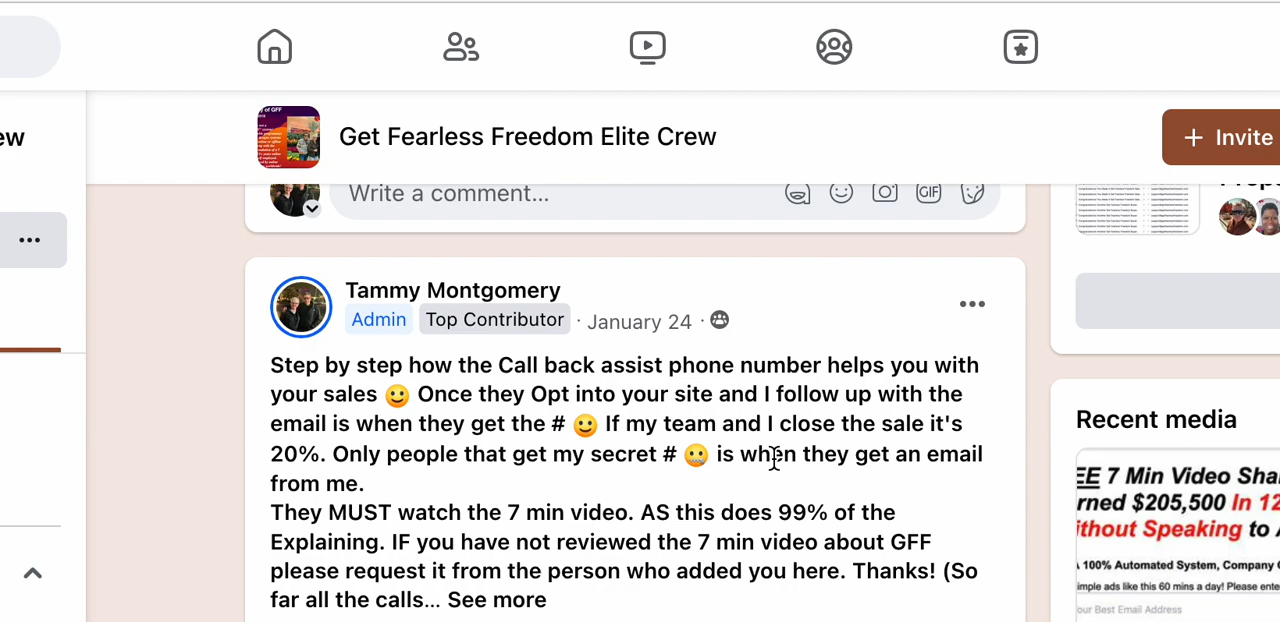 ew
Get Fearless Freedom Elite Crew
+ Invite
Write a comment...
GIF
Tammy Montgomery
Admin Top Contributor · January 24 ·
Step by step how the Call back assist phone number helps you with
your sales 🙂 Once they Opt into your site and I follow up with the
email is when they get the # 🙂 If my team and I close the sale it's
20%. Only people that get my secret # 🤐 is when they get an email
from me.
They MUST watch the 7 min video. AS this does 99% of the
Explaining. IF you have not reviewed the 7 min video about GFF
please request it from the person who added you here. Thanks! (So
far all the calls... See more
Recent media
EE 7 Min Video Sha
rned $205,500 In 12
ithout Speaking to A
100% Automated System, Company
imple ads like this 60 mins a day! Please ente
our Best Email Address